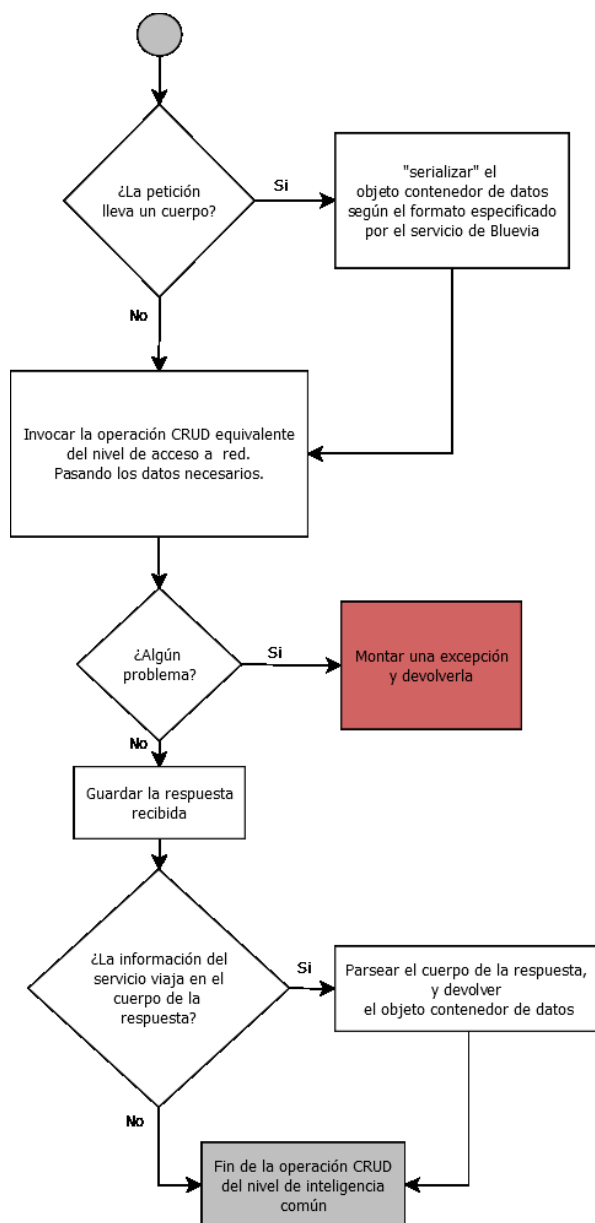 ¿La petición
lleva un cuerpo?
Si
"serializar" el
objeto contenedor de datos
según el formato especificado
por el servicio de Bluevia
No
Invocar la operación CRUD equivalente
del nivel de acceso a red.
Pasando los datos necesarios.
¿Algún
problema?
Si
Montar una excepción
y devolverla
No
Guardar la respuesta
recibida
¿La información del
servicio viaja en el
cuerpo de la
respuesta?
Si
Parsear el cuerpo de la respuesta,
y devolver
el objeto contenedor de datos
No
Fin de la operación CRUD
del nivel de inteligencia
común